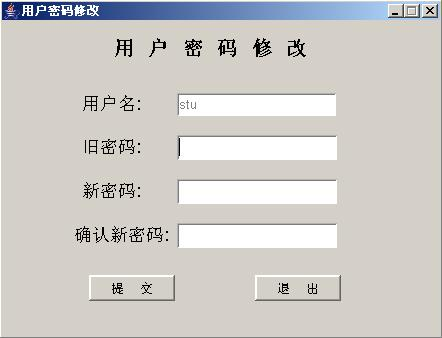 用户密码修改
用 户 密 码 修 改
用户名: stu
旧密码:
新密码:
确认新密码:
提 交 退 出